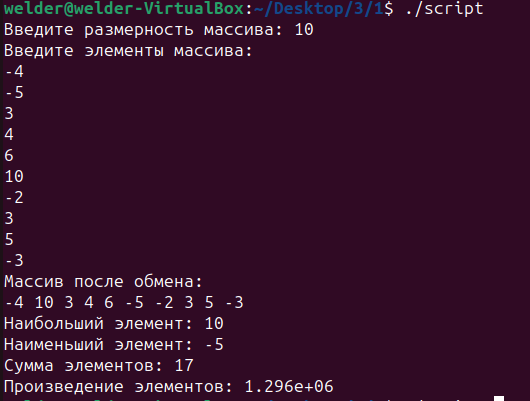 welder@welder-VirtualBox:~/Desktop/3/1$ ./script
Введите размерность массива: 10
Введите элементы массива:
-4
-5
3
4
6
10
-2
3
5
-3
Массив после обмена:
-4 10 3 4 6 -5 -2 3 5 -3
Наибольший элемент: 10
Наименьший элемент: -5
Сумма элементов: 17
Произведение элементов: 1.296e+06